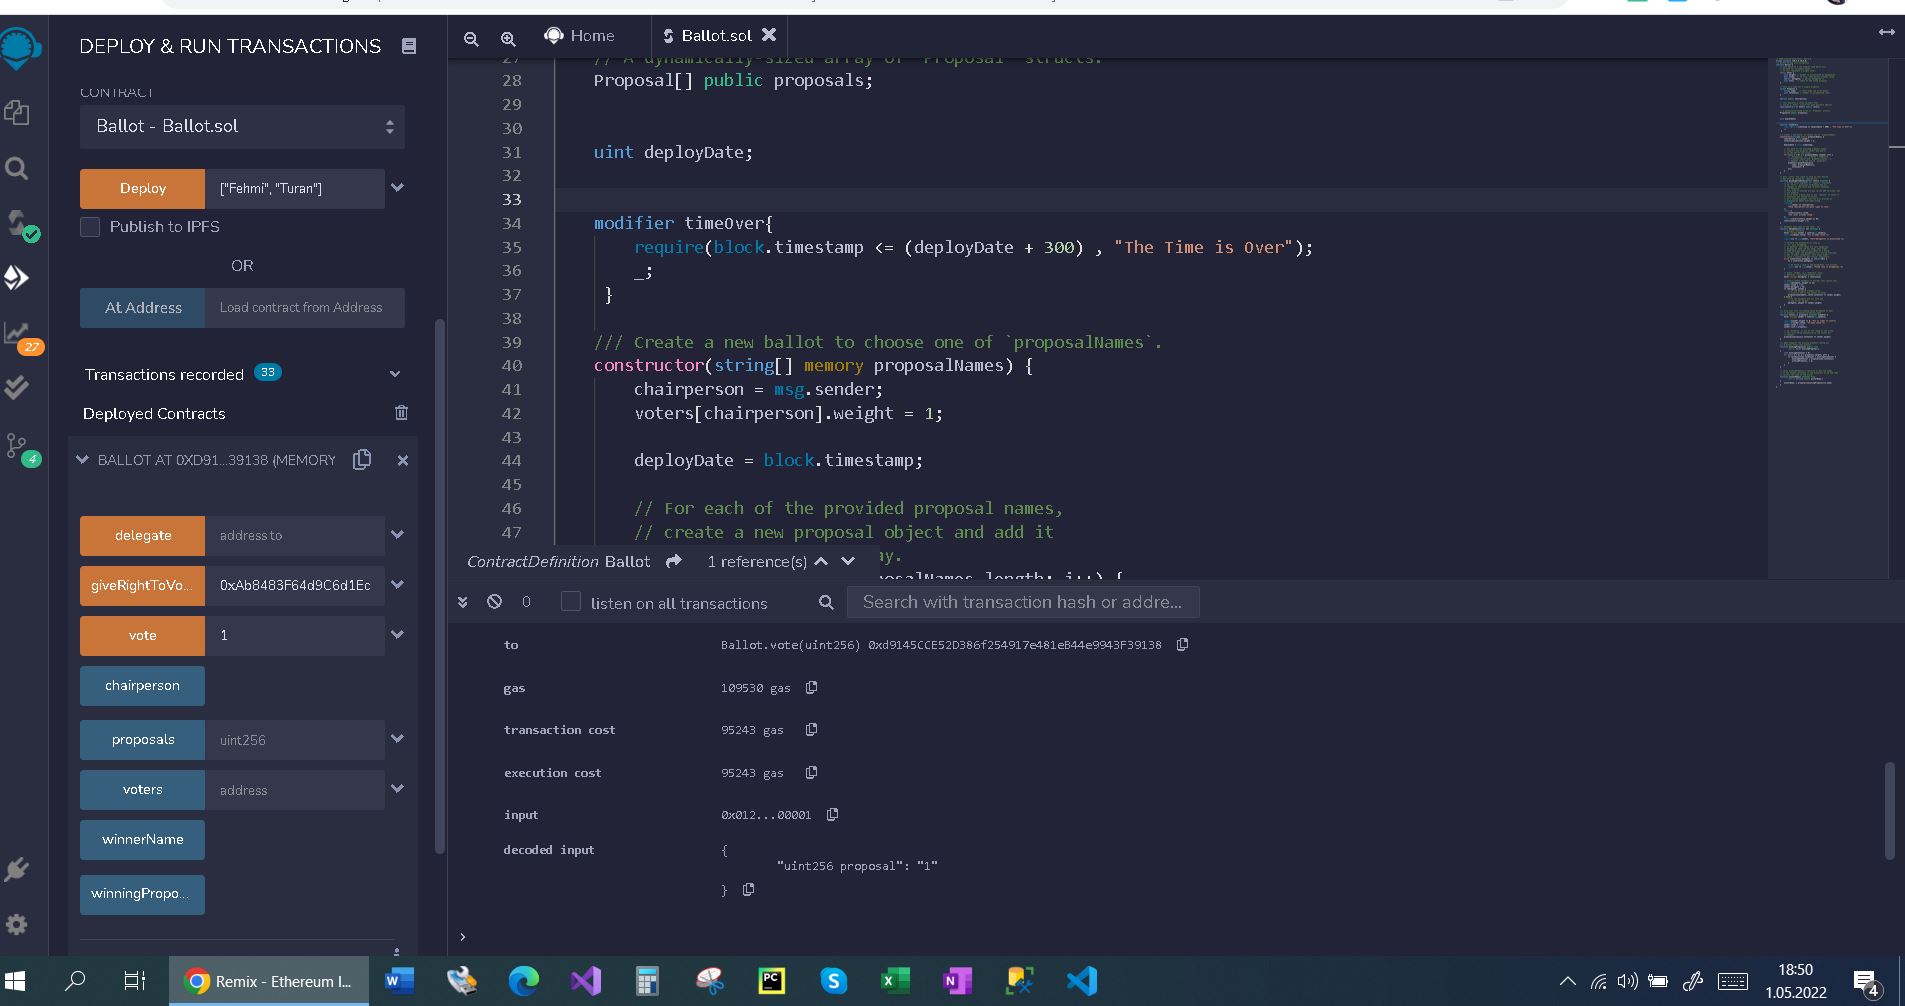 DEPLOY & RUN TRANSACTIONS
CONTRACT
Ballot - Ballot.sol
Deploy ["Fehmi", "Turan"]
Publish to IPFS
OR
At Address Load contract from Address
27
Transactions recorded 33
Deployed Contracts
4
BALLOT AT 0XD91...39138 (MEMORY
delegate address to
giveRightToVo... 0xAb8483F64d9C6d1Ec
vote 1
chairperson
proposals uint256
voters address
winnerName
winningPropo...
Home Ballot.sol
27 // A dynamically-sized array of `Proposal` structs.
28 Proposal[] public proposals;
29
30
31 uint deployDate;
32
33
34 modifier timeOver{
35 require(block.timestamp <= (deployDate + 300) , "The Time is Over");
36 _;
37 }
38
39 /// Create a new ballot to choose one of `proposalNames`.
40 constructor(string[] memory proposalNames) {
41 chairperson = msg.sender;
42 voters[chairperson].weight = 1;
43
44 deployDate = block.timestamp;
45
46 // For each of the provided proposal names,
47 // create a new proposal object and add it
ay.
posalNames.length; i++) {
ContractDefinition Ballot 1 reference(s)
0 listen on all transactions Search with transaction hash or addre...
to Ballot.vote(uint256) 0xd9145CCE52D386f254917e481eB44e9943F39138
gas 109530 gas
transaction cost 95243 gas
execution cost 95243 gas
input 0x012...00001
decoded input {
"uint256 proposal": "1"
}
>
Remix - Ethereum I...
18:50
1.05.2022
4